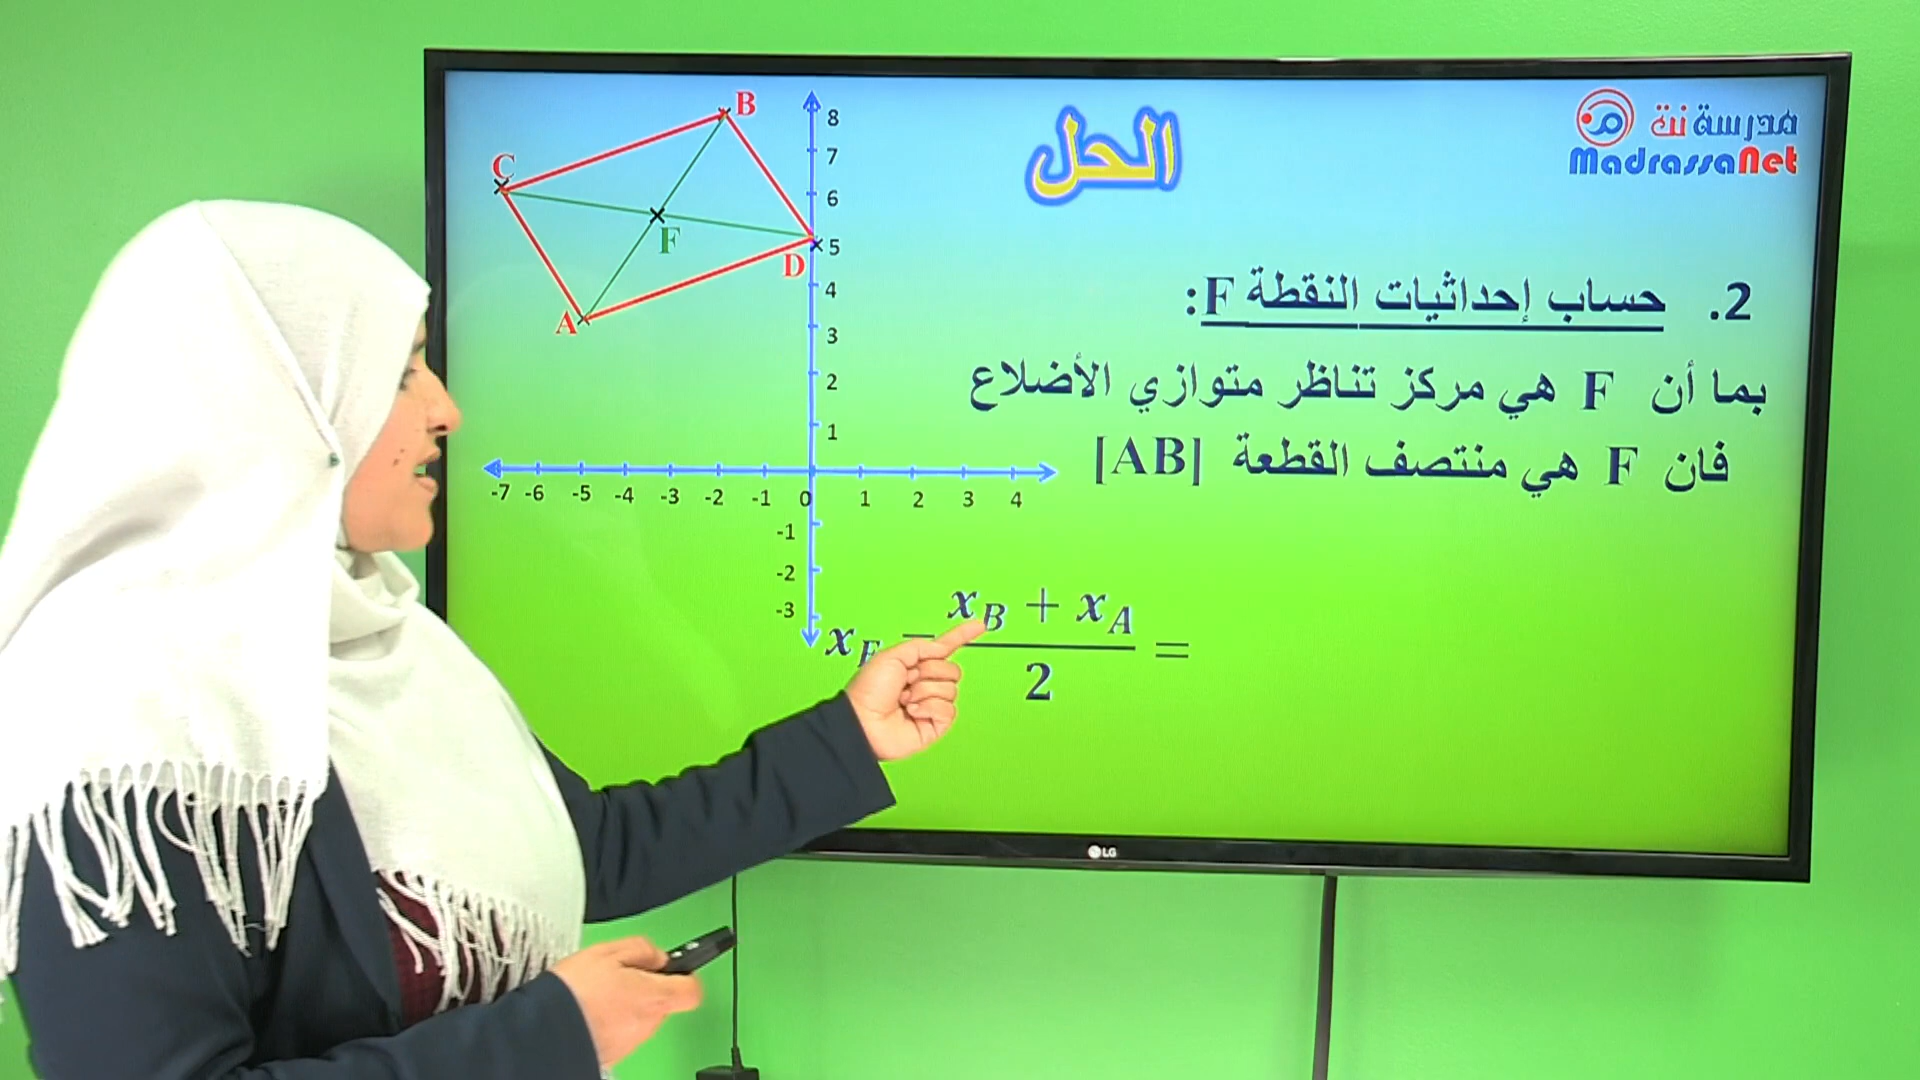 مدرسة نت
MadrassaNet
الحل
2. حساب إحداثيات النقطة F:
بما أن F هي مركز تناظر متوازي الأضلاع
فان F هي منتصف القطعة [AB]
x_F = (x_B + x_A) / 2 =
B
C
F
D
A
8
7
6
5
4
3
2
1
-7 -6 -5 -4 -3 -2 -1 0 1 2 3 4
-1
-2
-3
LG